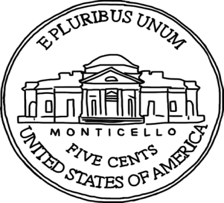 E PLURIBUS UNUM
MONTICELLO
FIVE CENTS
UNITED STATES OF AMERICA